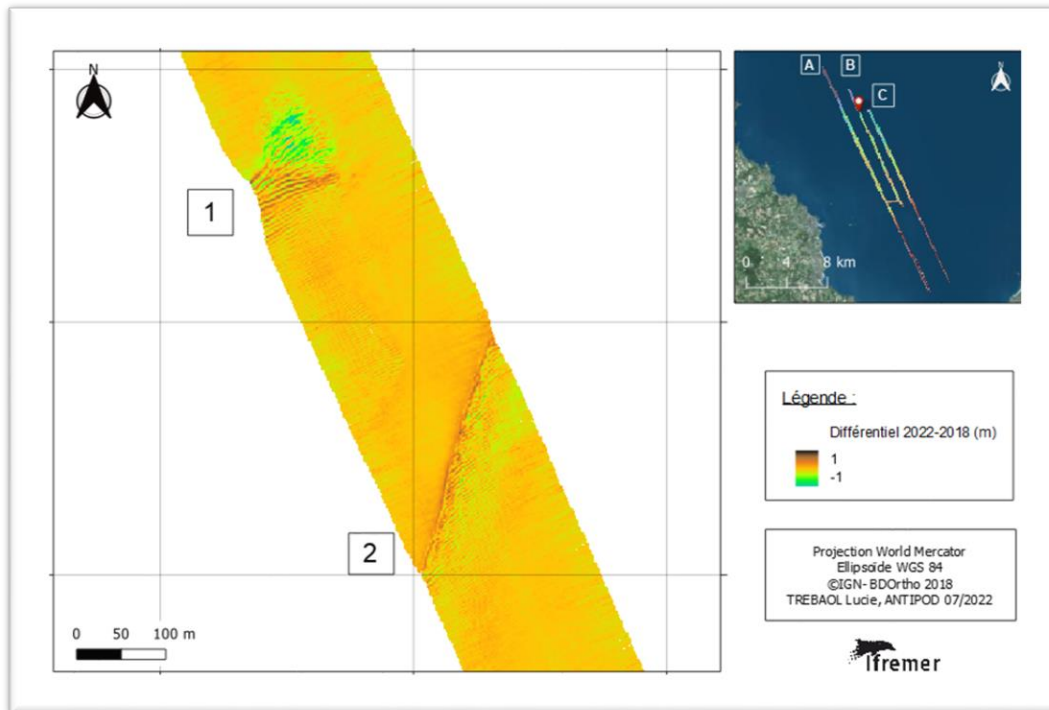 N
1
2
0 50 100 m
A B C
N
0 4 8 km
Légende :
Différentiel 2022-2018 (m)
1
-1
Projection World Mercator
Ellipsoïde WGS 84
©IGN- BDOrtho 2018
TREBAOL Lucie, ANTIPOD 07/2022
Ifremer